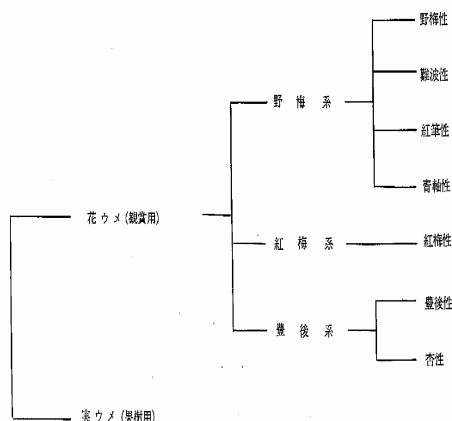 野梅性
難波性
野梅系
紅筆性
青軸性
花ウメ(観賞用)
紅梅系
紅梅性
豊後性
豊後系
杏性
実ウメ(果樹用)